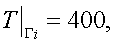 T|Γi = 400,